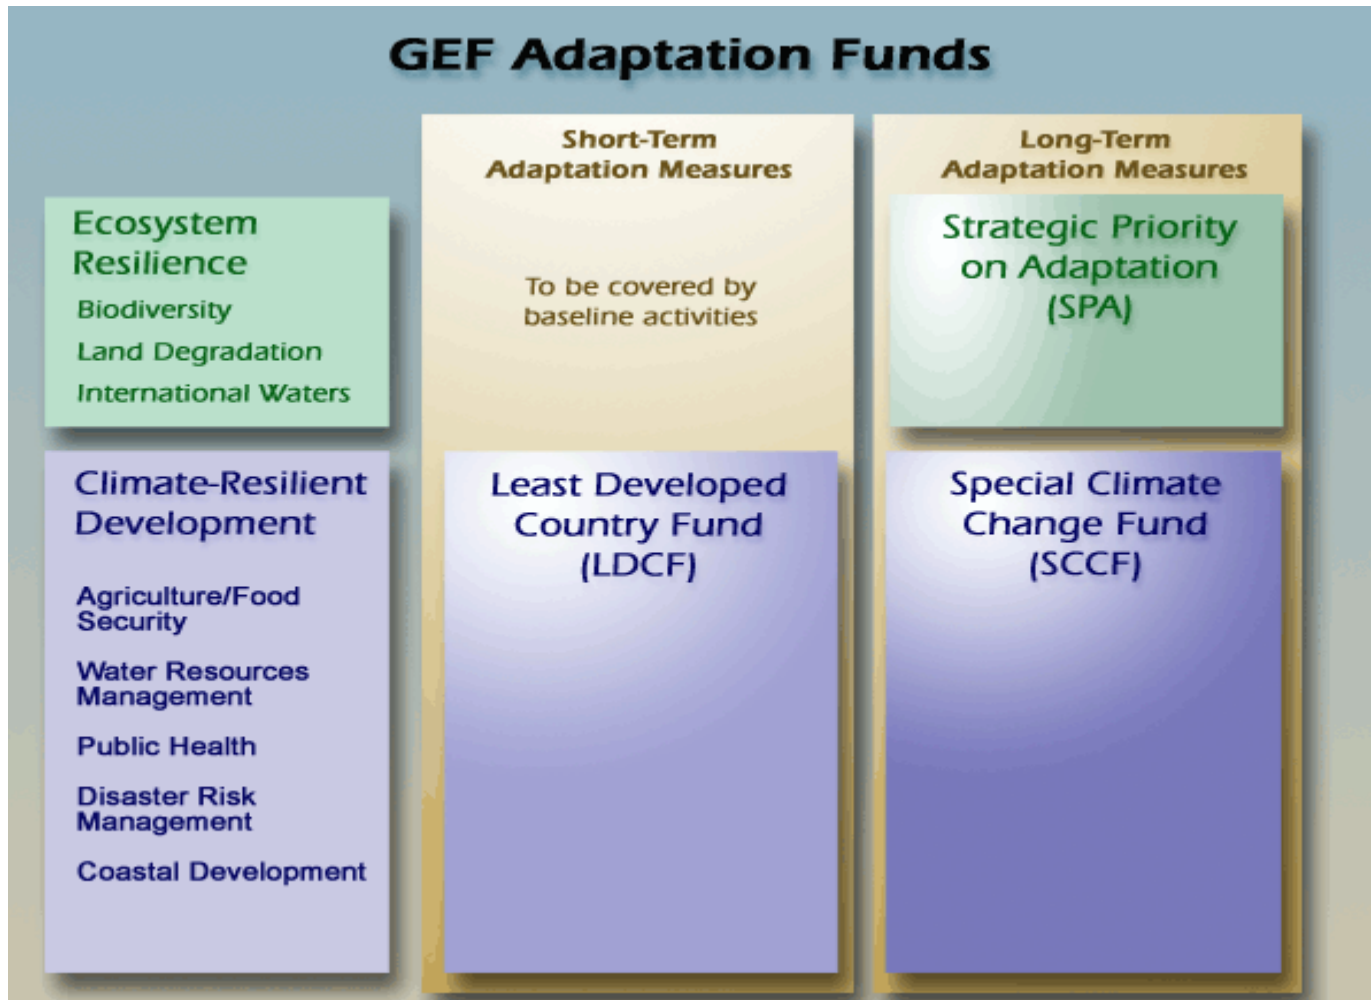 GEF Adaptation Funds
Short-Term
Adaptation Measures
Long-Term
Adaptation Measures
Ecosystem
Resilience
Biodiversity
Land Degradation
International Waters
To be covered by
baseline activities
Strategic Priority
on Adaptation
(SPA)
Climate-Resilient
Development
Agriculture/Food
Security
Water Resources
Management
Public Health
Disaster Risk
Management
Coastal Development
Least Developed
Country Fund
(LDCF)
Special Climate
Change Fund
(SCCF)